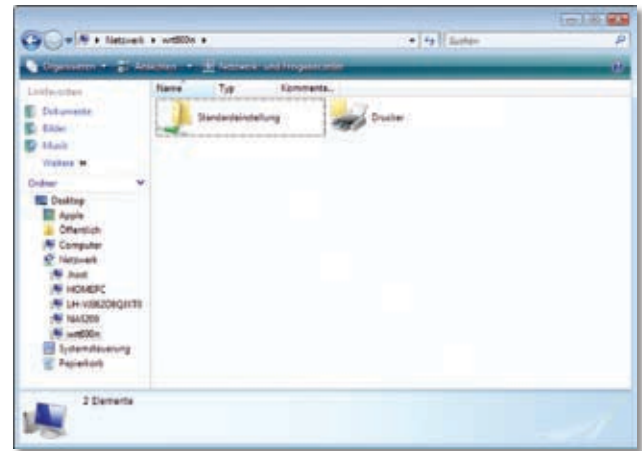 Netzwerk ▸ wrt600n ▸
Suchen
Organisieren
Ansichten
Netzwerk- und Freigabecenter
Linkfavoriten
Dokumente
Bilder
Musik
Weitere
Name Typ Kommenta...
Standardeinstellung
Drucker
Ordner
Desktop
Apple
Öffentlich
Computer
Netzwerk
.host
HOMEPC
NAS200
wrt600n
Systemsteuerung
Papierkorb
2 Elemente